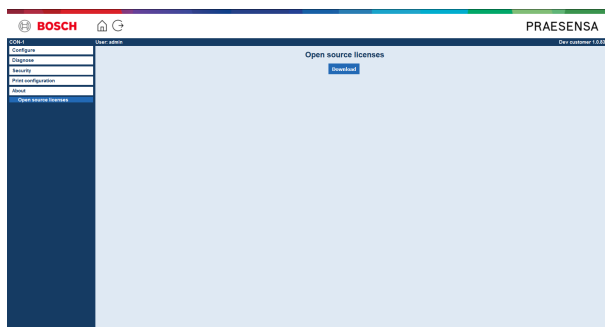 BOSCH
PRAESENSA
CON-1
User: admin
Dev customer 1.0.63
Configure
Open source licenses
Diagnose
Download
Security
Print configuration
About
Open source licenses